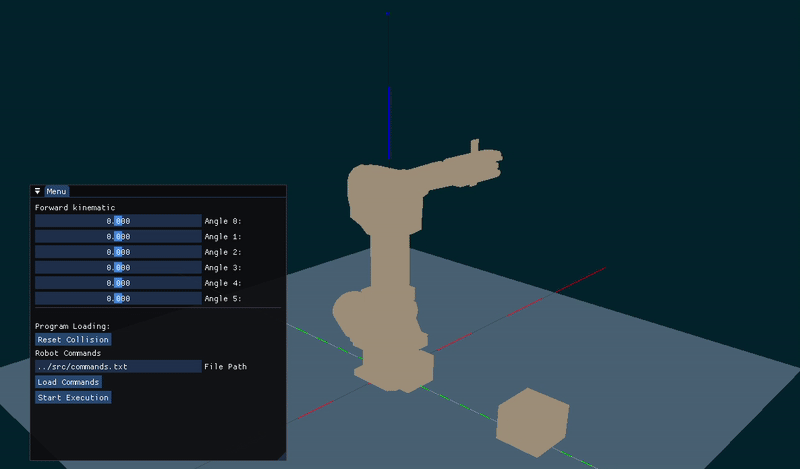 Menu
Forward kinematic
0.000 Angle 0:
0.000 Angle 1:
0.000 Angle 2:
0.000 Angle 3:
0.000 Angle 4:
0.000 Angle 5:
Program Loading:
Reset Collision
Robot Commands
../src/commands.txt File Path
Load Commands
Start Execution